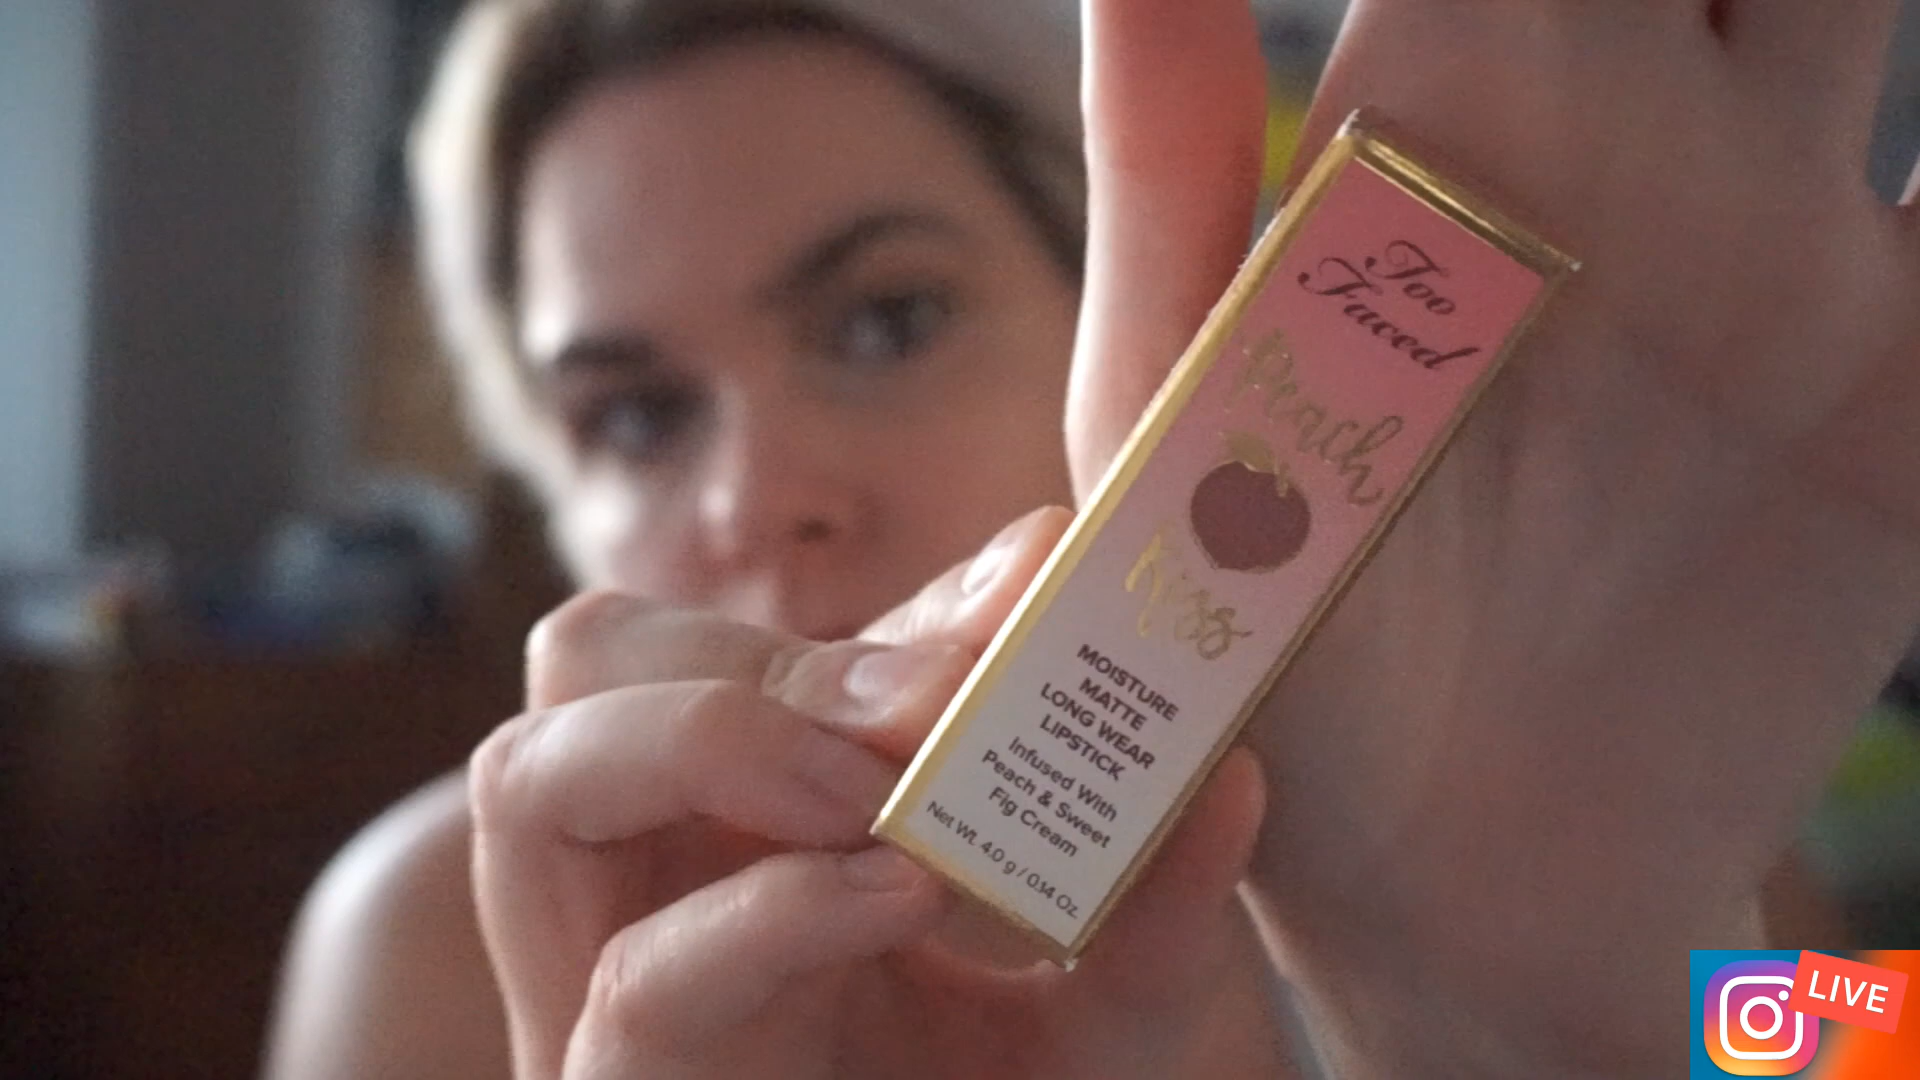 Too
Faced
Peach
Kiss
MOISTURE
MATTE
LONG WEAR
LIPSTICK
Infused With
Peach & Sweet
Fig Cream
Net Wt. 4.0 g / 0.14 Oz.
LIVE